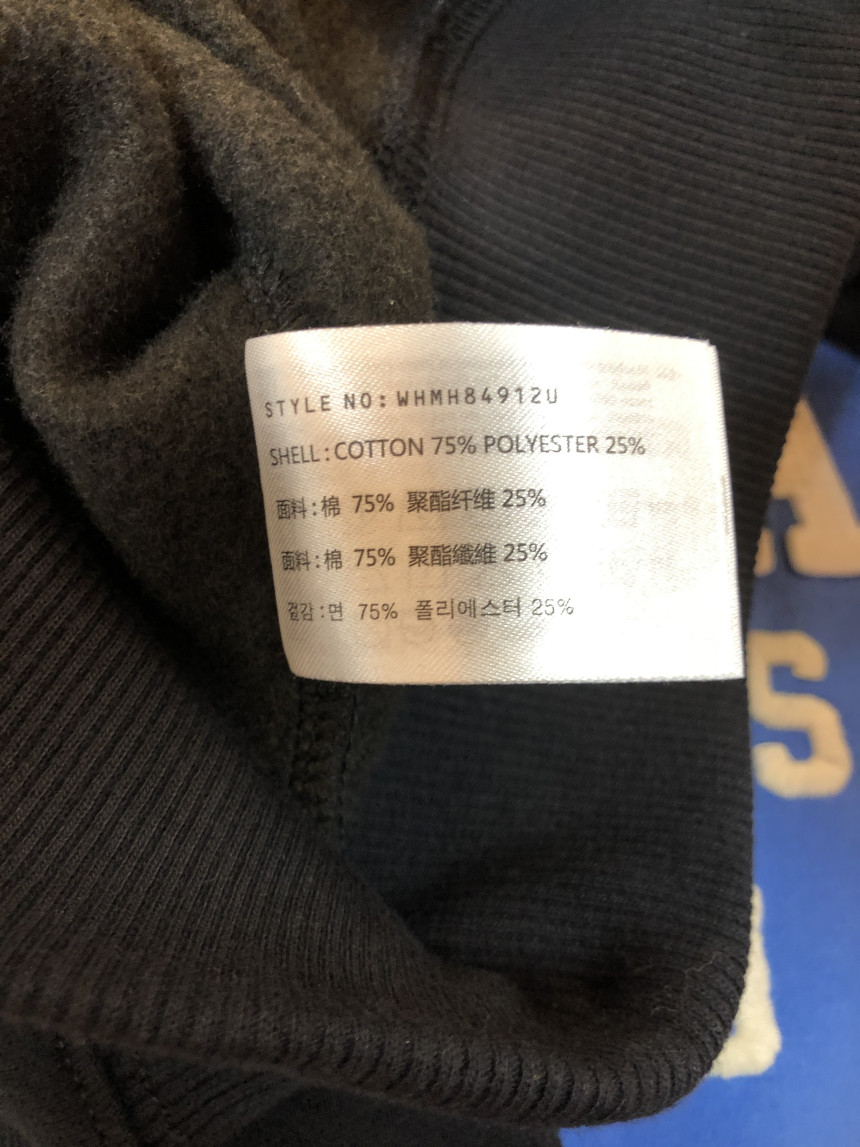 STYLE NO: WHMH84912U
SHELL:COTTON 75% POLYESTER 25%
面料:棉 75% 聚酯纤维 25%
面料:棉 75% 聚酯纖維 25%
겉감:면 75% 폴리에스터 25%
A
S